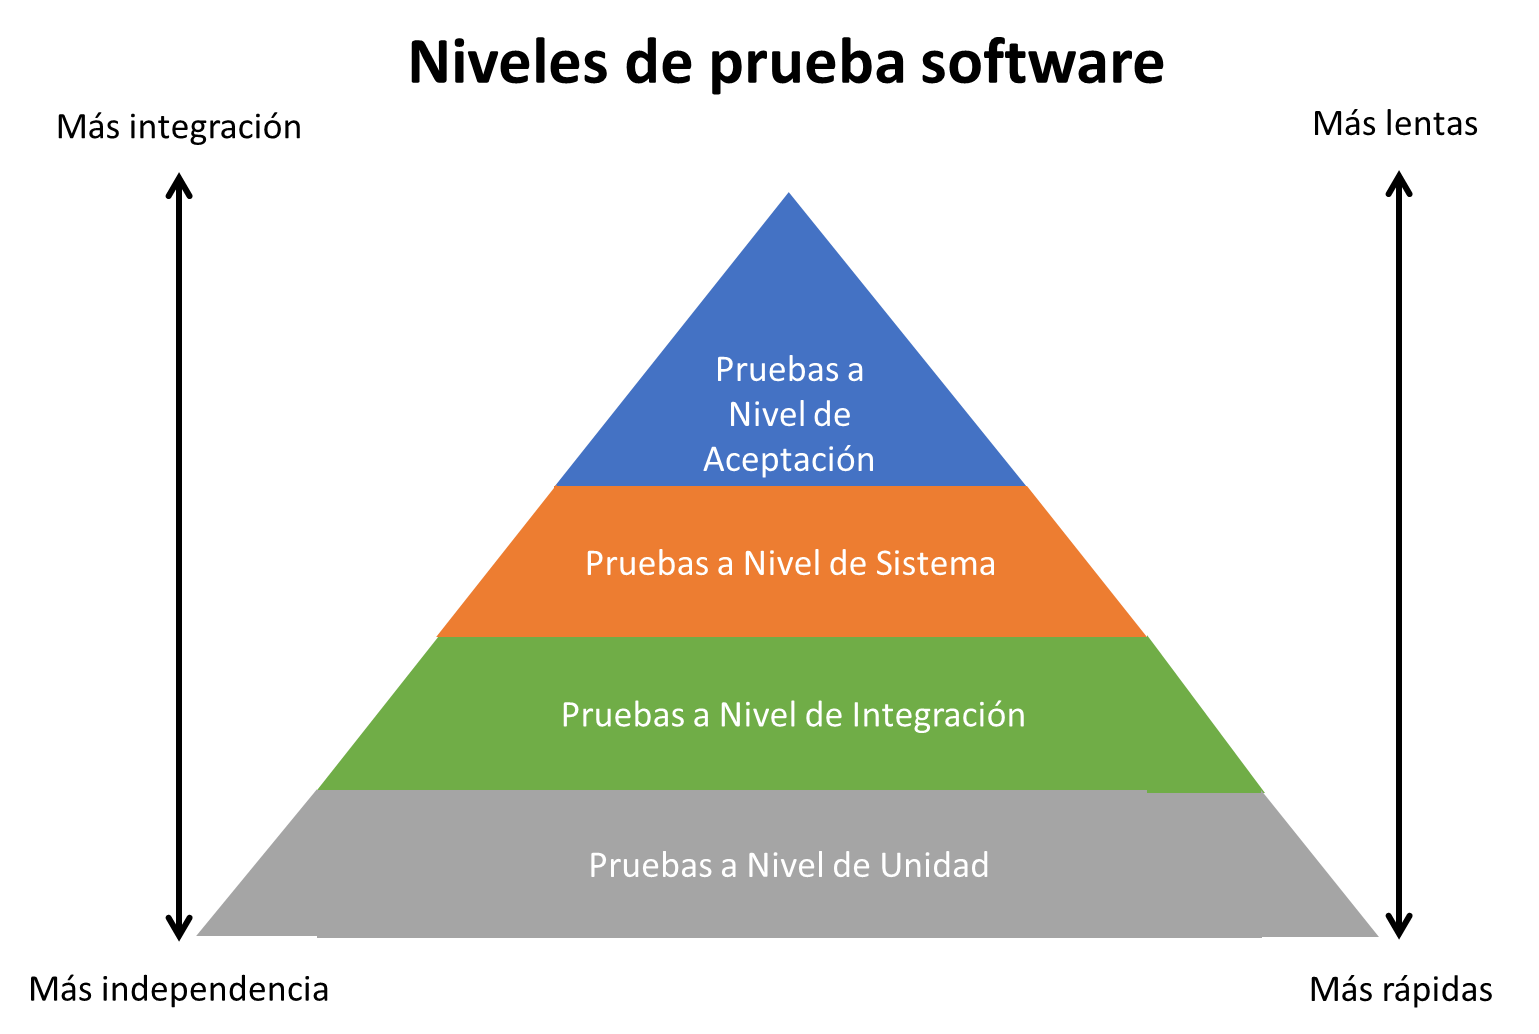 Niveles de prueba software
Más integración
Más lentas
Pruebas a
Nivel de
Aceptación
Pruebas a Nivel de Sistema
Pruebas a Nivel de Integración
Pruebas a Nivel de Unidad
Más independencia
Más rápidas